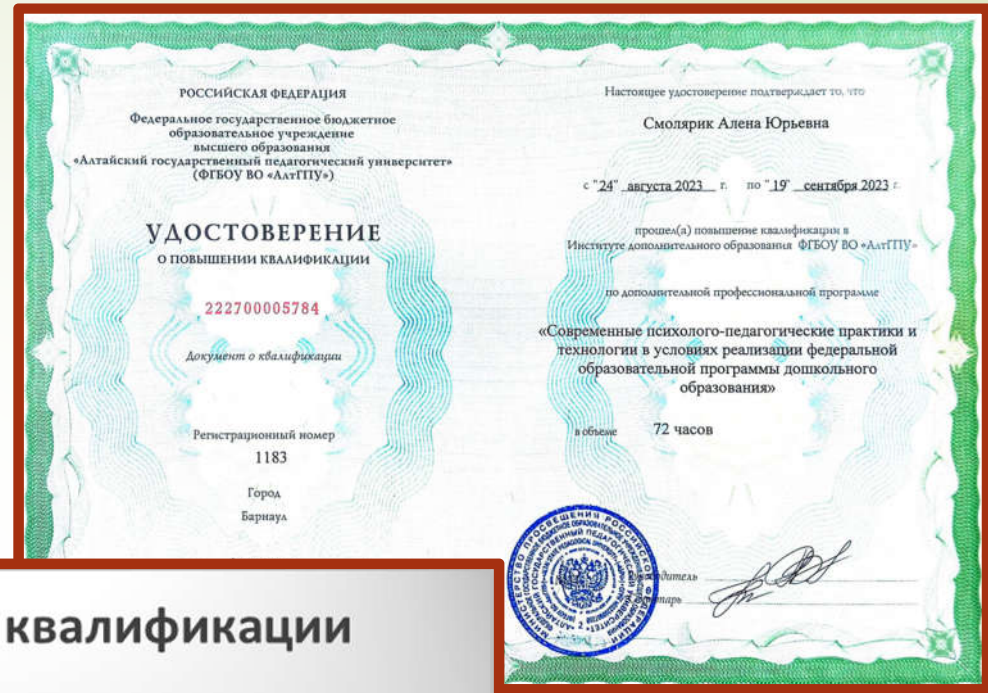 РОССИЙСКАЯ ФЕДЕРАЦИЯ
Федеральное государственное бюджетное
образовательное учреждение
высшего образования
«Алтайский государственный педагогический университет»
(ФГБОУ ВО «АлтГПУ»)
УДОСТОВЕРЕНИЕ
О ПОВЫШЕНИИ КВАЛИФИКАЦИИ
222700005784
Документ о квалификации
Регистрационный номер
1183
Город
Барнаул
Настоящее удостоверение подтверждает то, что
Смолярик Алена Юрьевна
с "24" августа 2023 г. по "19" сентября 2023 г.
прошел(а) повышение квалификации в
Институте дополнительного образования ФГБОУ ВО «АлтГПУ»
по дополнительной профессиональной программе
«Современные психолого-педагогические практики и
технологии в условиях реализации федеральной
образовательной программы дошкольного
образования»
в объеме 72 часов
квалификации